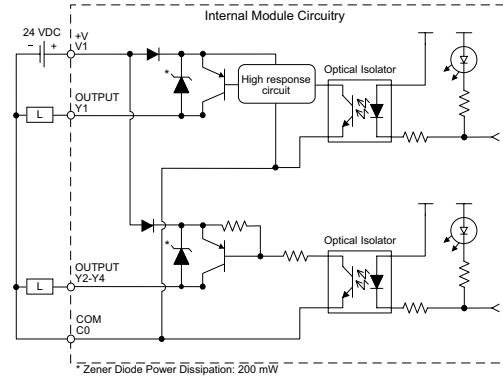 Internal Module Circuitry
24 VDC
+V
V1
− +
*
High response
circuit
Optical Isolator
OUTPUT
Y1
L
*
Optical Isolator
OUTPUT
Y2-Y4
L
COM
C0
* Zener Diode Power Dissipation: 200 mW